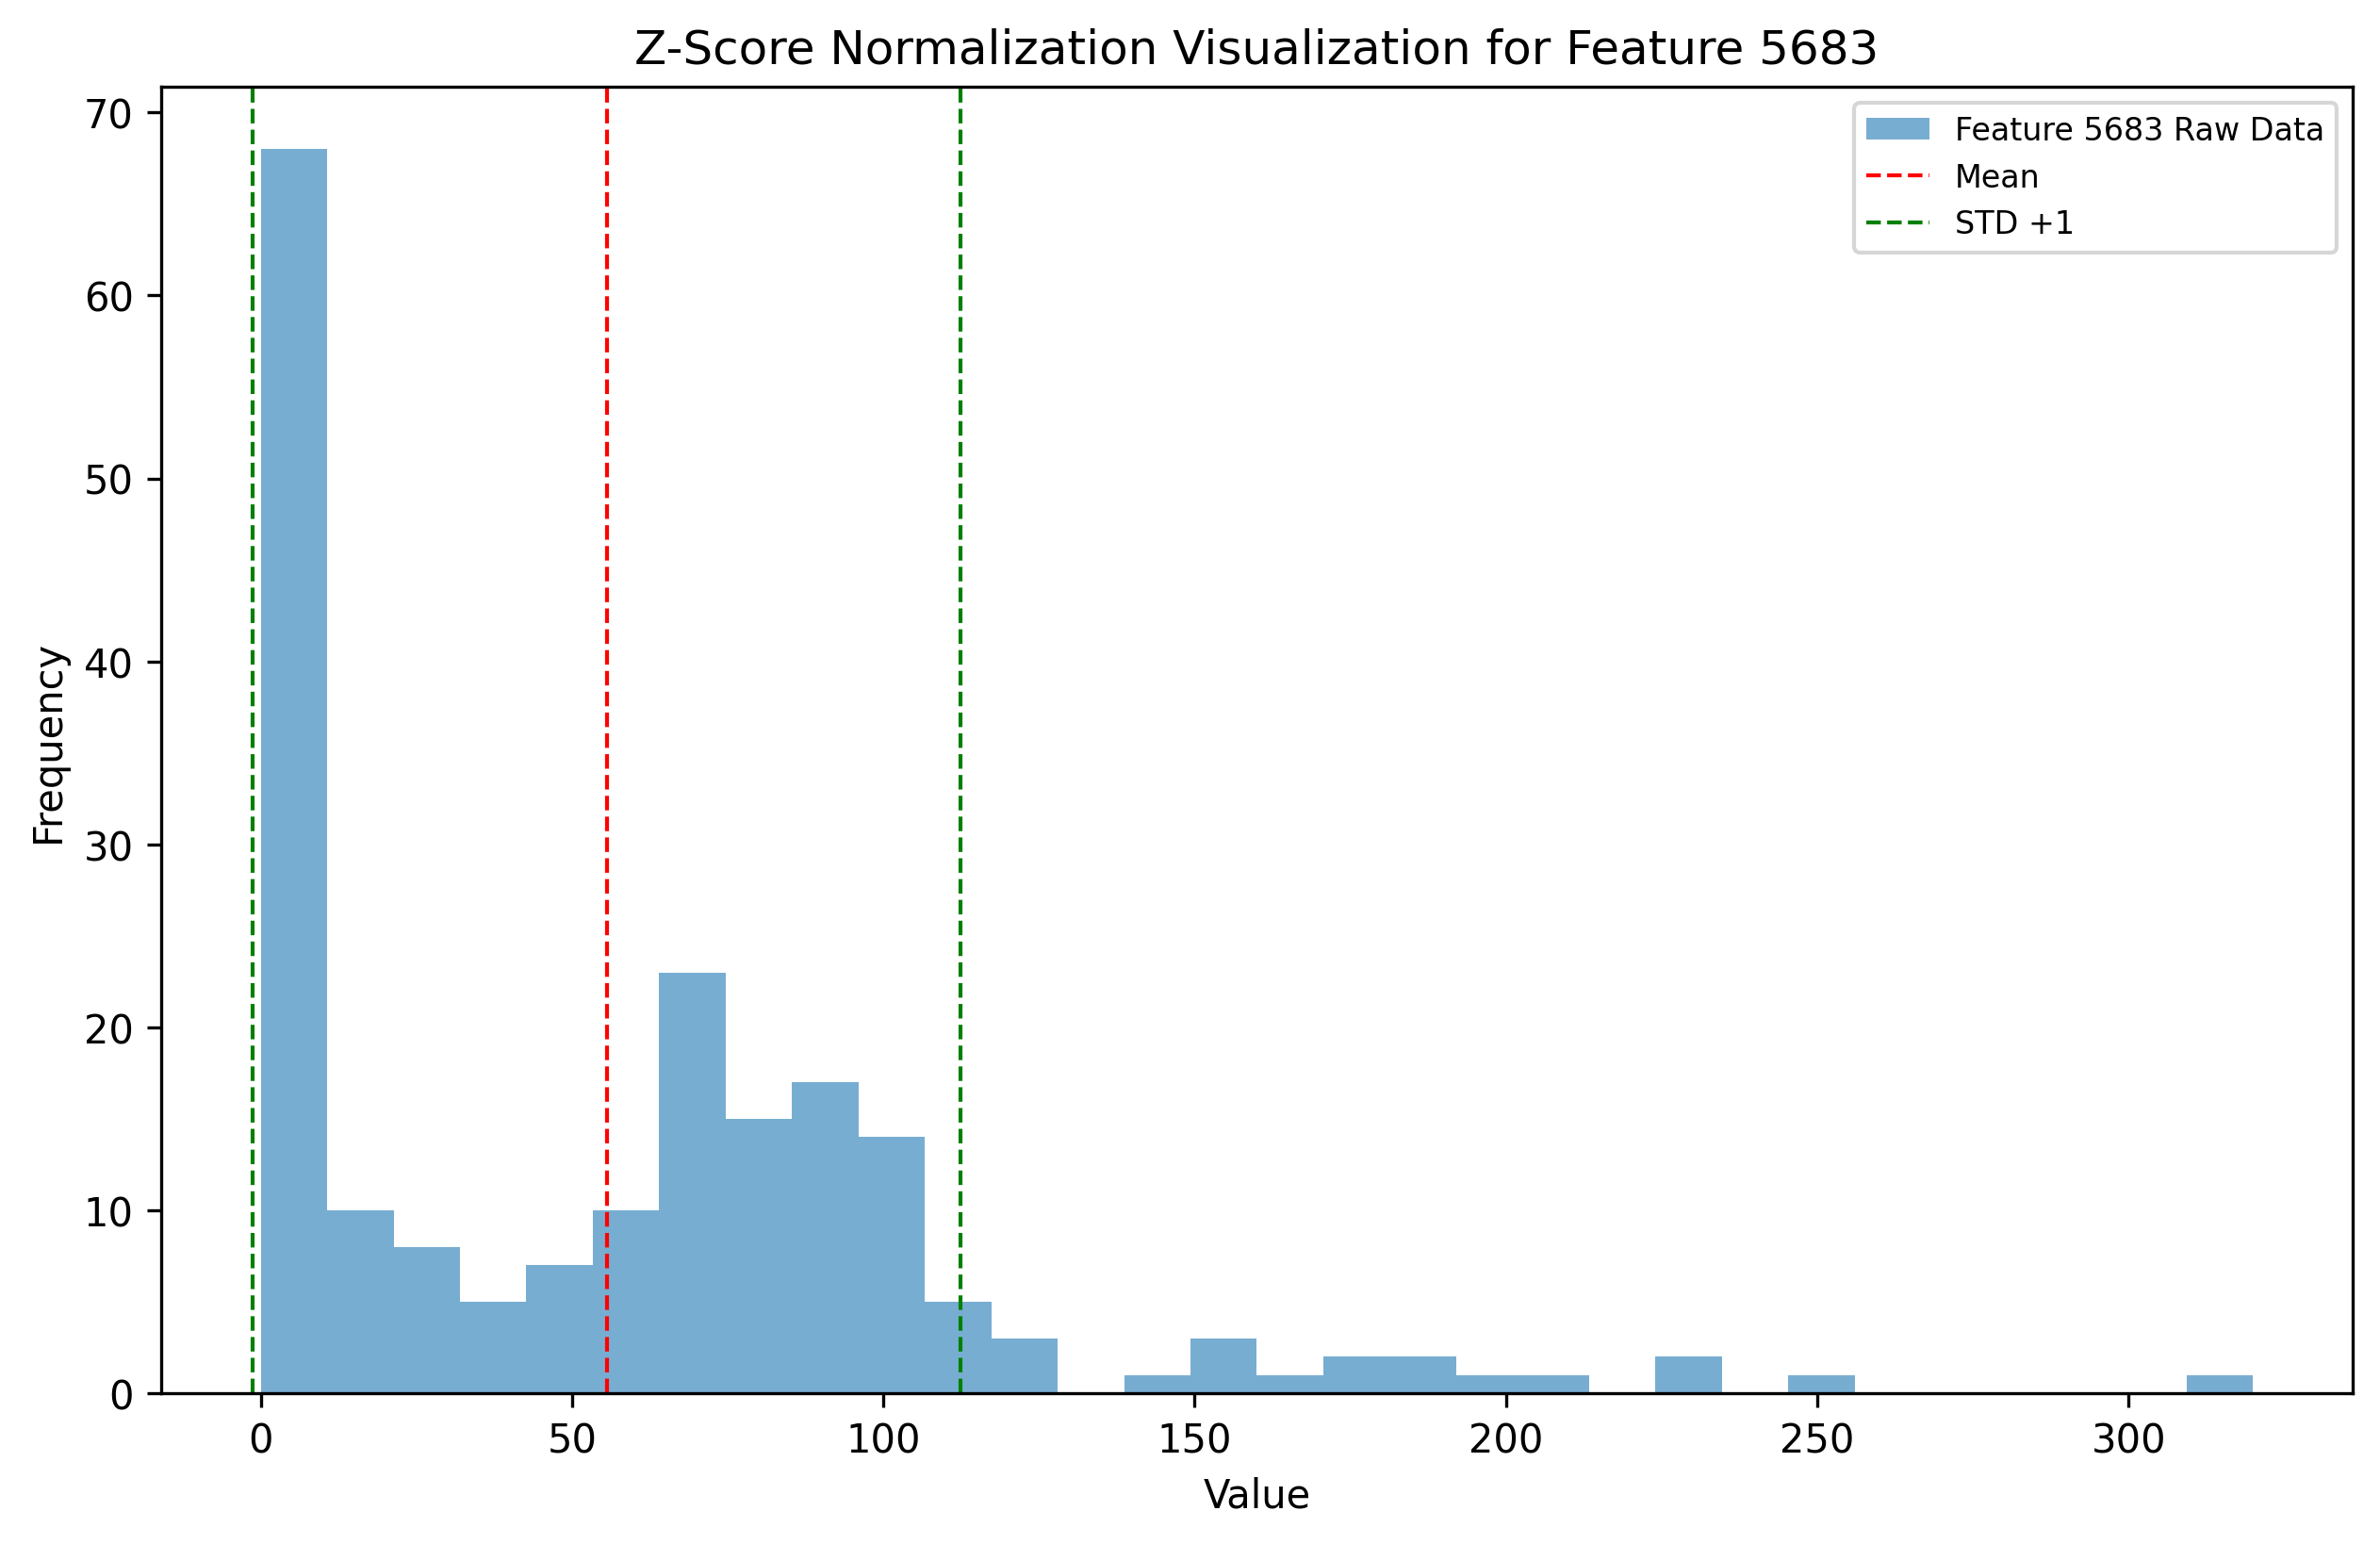 Z-Score Normalization Visualization for Feature 5683
Feature 5683 Raw Data
Mean
STD +1
Frequency
70
60
50
40
30
20
10
0
0 50 100 150 200 250 300
Value